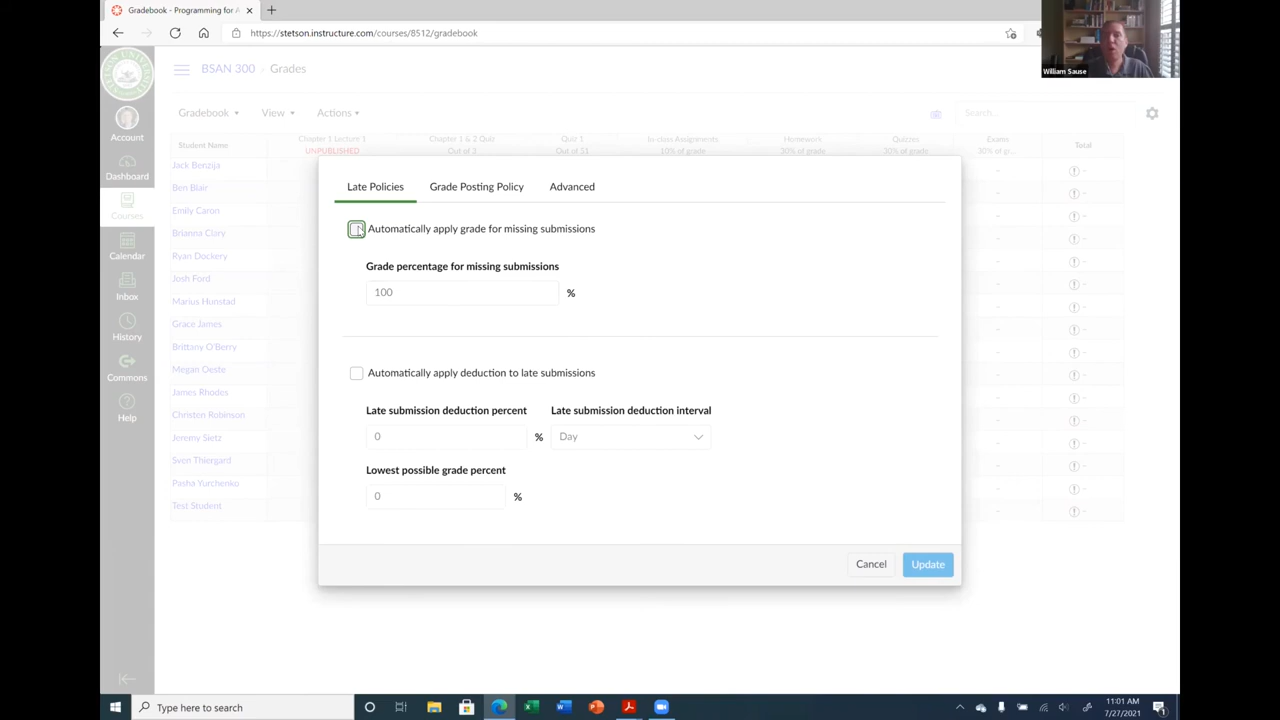 Gradebook - Programming for A
https://stetson.instructure.com/courses/8512/gradebook
William Sause
BSAN 300 › Grades
Account
Dashboard
Courses
Calendar
Inbox
History
Commons
Help
Gradebook
View
Actions
Search...
Student Name
Chapter 1 Lecture 1
UNPUBLISHED
Chapter 1 & 2 Quiz
Out of 2
Quiz 1
Out of 51
In-class Assignments
10% of grade
Homework
30% of grade
Quizzes
30% of grade
Exams
30% of gr...
Total
Jack Benzija
Ben Blair
Emily Caron
Brianna Clary
Ryan Dockery
Josh Ford
Marius Hunstad
Grace James
Brittany O'Berry
Megan Oeste
James Rhodes
Christen Robinson
Jeremy Sietz
Sven Thiergard
Pasha Yurchenko
Test Student
Late Policies
Grade Posting Policy
Advanced
Automatically apply grade for missing submissions
Grade percentage for missing submissions
100 %
Automatically apply deduction to late submissions
Late submission deduction percent
Late submission deduction interval
0 %
Day
Lowest possible grade percent
0 %
Cancel
Update
Type here to search
11:01 AM
7/27/2021